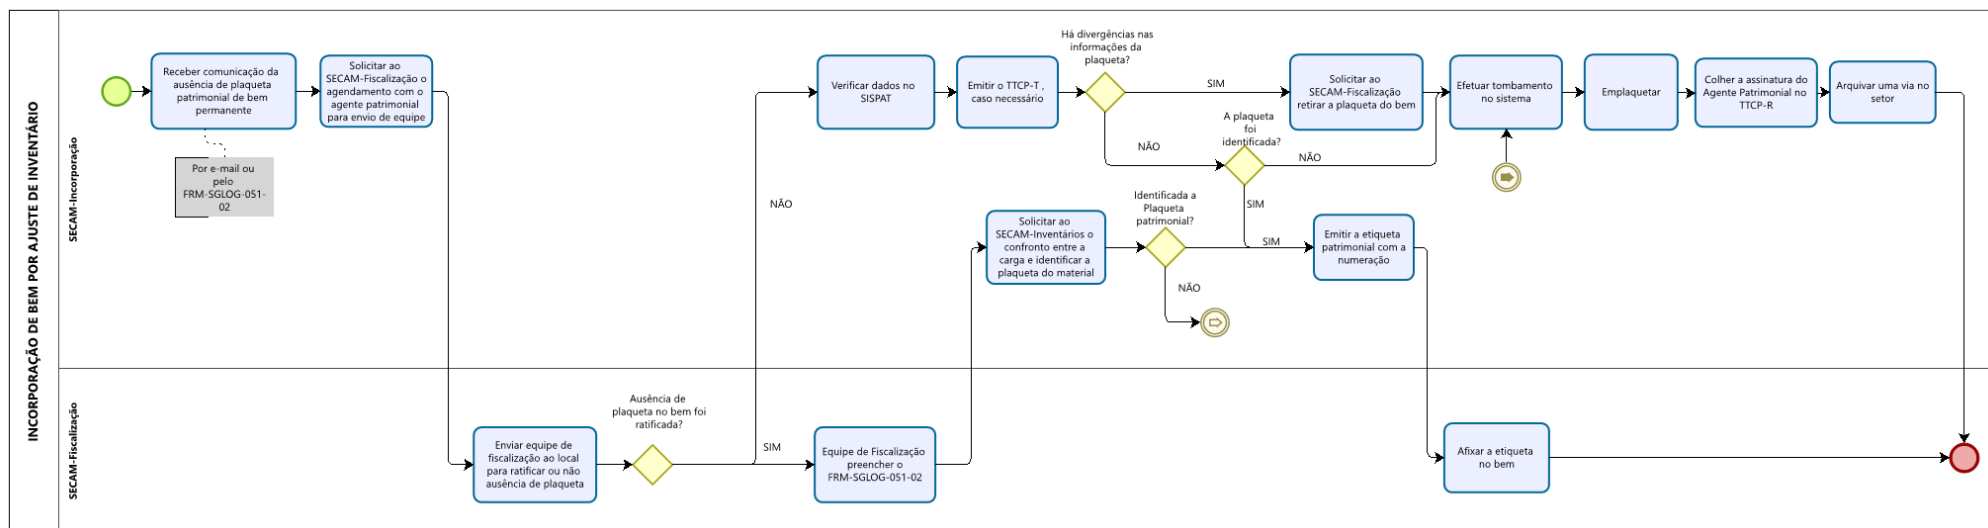 INCORPORAÇÃO DE BEM POR AJUSTE DE INVENTÁRIO
SECAM-Incorporação
Receber comunicação da
ausência de plaqueta
patrimonial de bem
permanente
Por e-mail ou
pelo
FRM-SGLOG-051-
02
Solicitar ao
SECAM-Fiscalização o
agendamento com o
agente patrimonial
para envio de equipe
NÃO
Verificar dados no
SISPAT
Emitir o TTCP-T ,
caso necessário
Há divergências nas
informações da
plaqueta?
SIM
NÃO
Solicitar ao
SECAM-Fiscalização
retirar a plaqueta do bem
A plaqueta
foi
identificada?
NÃO
SIM
Efetuar tombamento
no sistema
Emplaquetar
Colher a assinatura do
Agente Patrimonial no
TTCP-R
Arquivar uma via no
setor
Solicitar ao
SECAM-Inventários o
confronto entre a
carga e identificar a
plaqueta do material
Identificada a
Plaqueta
patrimonial?
SIM
NÃO
Emitir a etiqueta
patrimonial com a
numeração
SECAM-Fiscalização
Enviar equipe de
fiscalização ao local
para ratificar ou não
ausência de plaqueta
Ausência de
plaqueta no bem foi
ratificada?
SIM
Equipe de Fiscalização
preencher o
FRM-SGLOG-051-02
Afixar a etiqueta
no bem